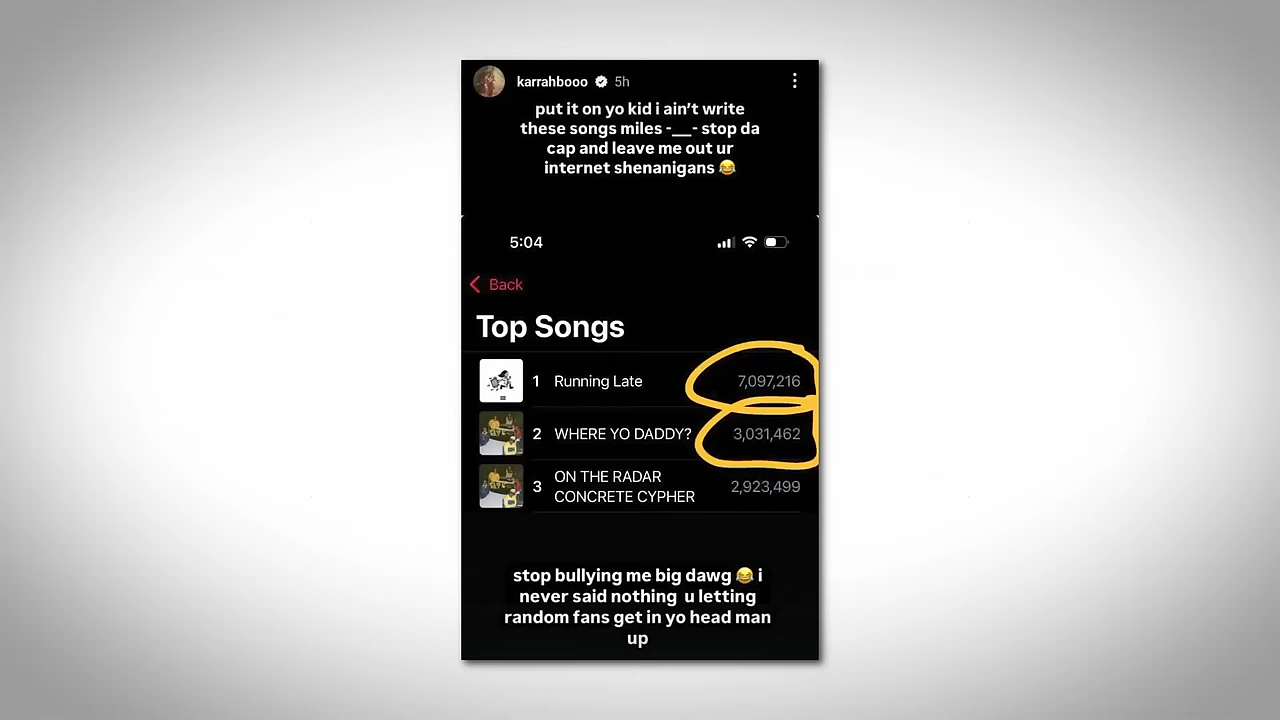 karrahbooo 5h
put it on yo kid i ain't write
these songs miles -__- stop da
cap and leave me out ur
internet shenanigans 😂
5:04
Back
Top Songs
1 Running Late 7,097,216
2 WHERE YO DADDY? 3,031,462
3 ON THE RADAR
CONCRETE CYPHER 2,923,499
stop bullying me big dawg 😂 i
never said nothing u letting
random fans get in yo head man
up